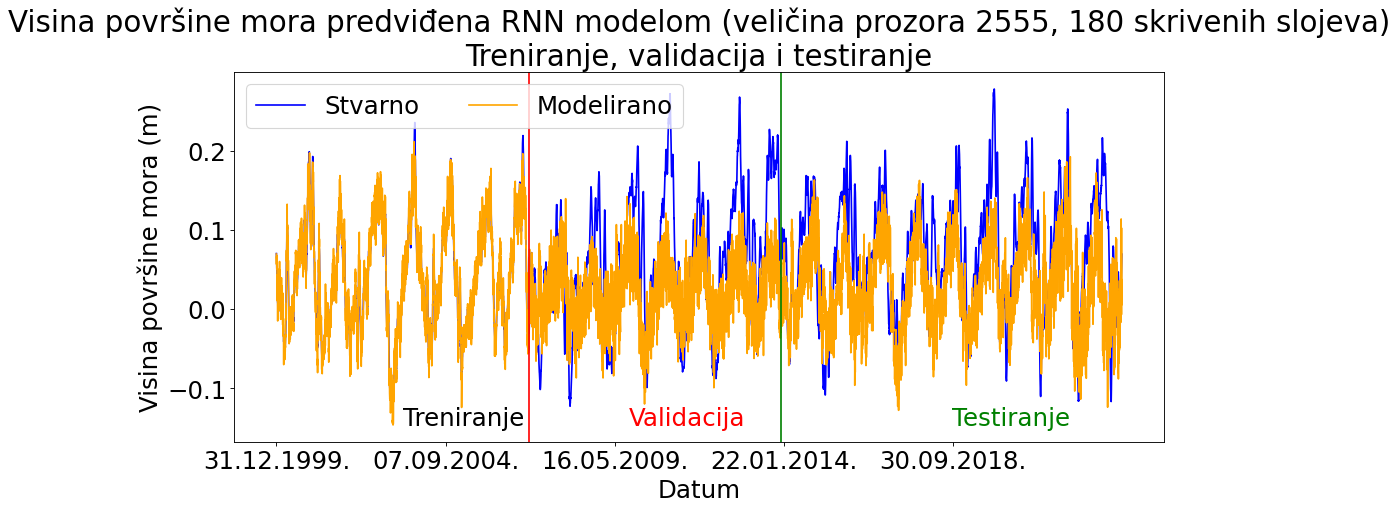 Visina površine mora predviđena RNN modelom (veličina prozora 2555, 180 skrivenih slojeva)
Treniranje, validacija i testiranje
Stvarno
Modelirano
Visina površine mora (m)
0.2
0.1
0.0
−0.1
Treniranje
Validacija
Testiranje
31.12.1999.
07.09.2004.
16.05.2009.
22.01.2014.
30.09.2018.
Datum